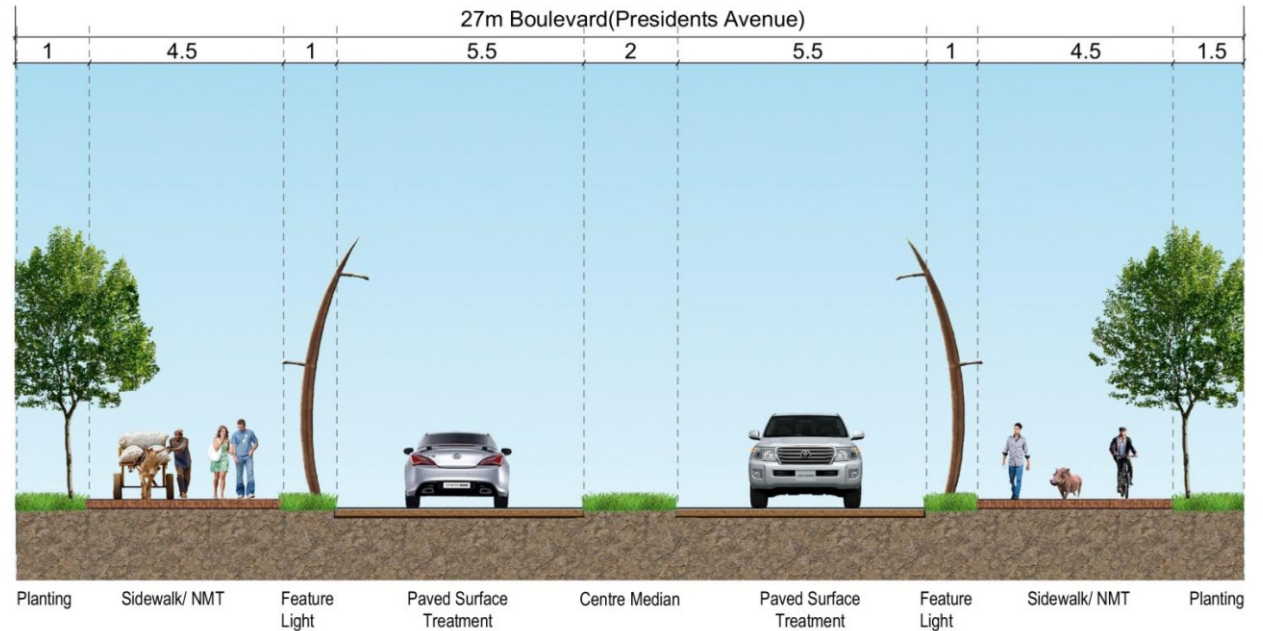 27m Boulevard(Presidents Avenue)
1 4.5 1 5.5 2 5.5 1 4.5 1.5
Planting Sidewalk/ NMT Feature Paved Surface Centre Median Paved Surface Feature Sidewalk/ NMT Planting
Light Treatment Treatment Light